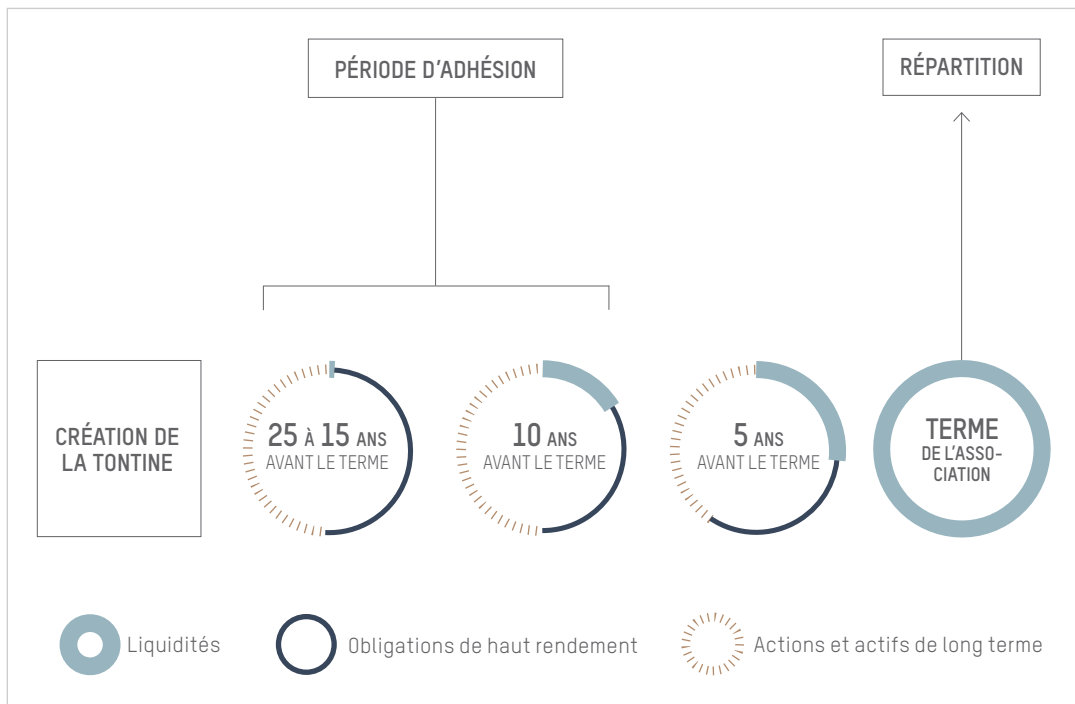 PÉRIODE D'ADHÉSION
RÉPARTITION
CRÉATION DE
LA TONTINE
25 À 15 ANS
AVANT LE TERME
10 ANS
AVANT LE TERME
5 ANS
AVANT LE TERME
TERME
DE L'ASSO-
CIATION
Liquidités
Obligations de haut rendement
Actions et actifs de long terme